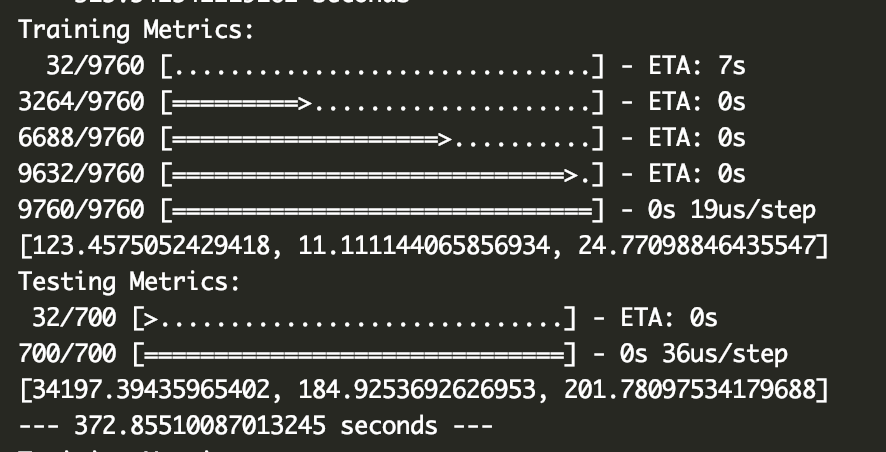 Training Metrics:
32/9760 [..............................] - ETA: 7s
3264/9760 [=========>....................] - ETA: 0s
6688/9760 [===================>..........] - ETA: 0s
9632/9760 [============================>.] - ETA: 0s
9760/9760 [==============================] - 0s 19us/step
[123.4575052429418, 11.111144065856934, 24.77098846435547]
Testing Metrics:
32/700 [>.............................] - ETA: 0s
700/700 [==============================] - 0s 36us/step
[34197.39435965402, 184.9253692626953, 201.78097534179688]
--- 372.85510087013245 seconds ---